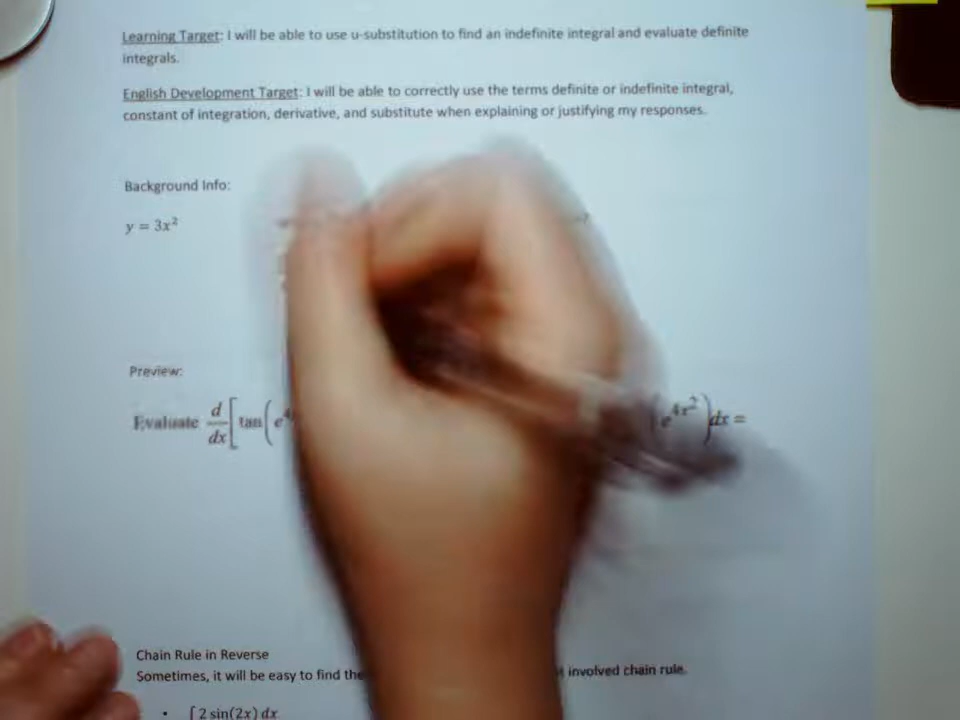 Learning Target: I will be able to use u-substitution to find an indefinite integral and evaluate definite
integrals.
English Development Target: I will be able to correctly use the terms definite or indefinite integral,
constant of integration, derivative, and substitute when explaining or justifying my responses.
Background Info:
y = 3x²
Preview:
Evaluate d/dx [ tan ( e⁴ ( e^{4x²} ) dx =
Chain Rule in Reverse
Sometimes, it will be easy to find the involved chain rule.
• ∫ 2 sin(2x) dx